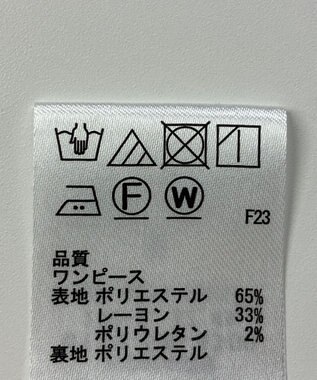 F W
F23
品質
ワンピース
表地 ポリエステル 65%
レーヨン 33%
ポリウレタン 2%
裏地 ポリエステル